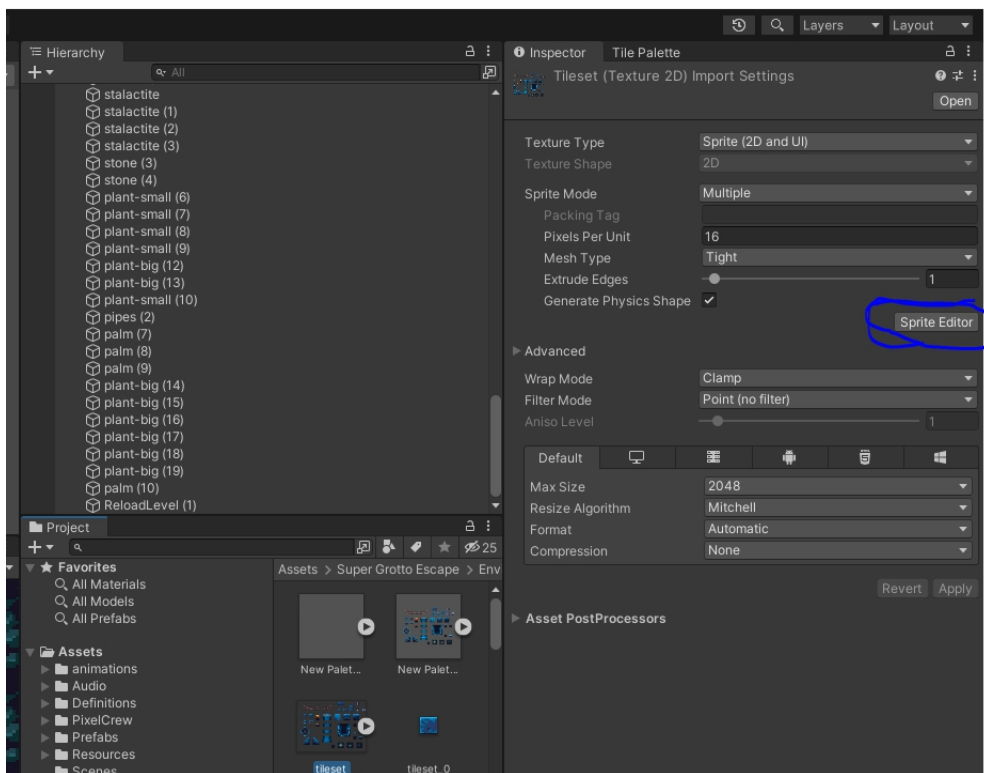 Layers
Layout
Hierarchy
All
stalactite
stalactite (1)
stalactite (2)
stalactite (3)
stone (3)
stone (4)
plant-small (6)
plant-small (7)
plant-small (8)
plant-small (9)
plant-big (12)
plant-big (13)
plant-small (10)
pipes (2)
palm (7)
palm (8)
palm (9)
plant-big (14)
plant-big (15)
plant-big (16)
plant-big (17)
plant-big (18)
plant-big (19)
palm (10)
ReloadLevel (1)
Project
25
Favorites
All Materials
All Models
All Prefabs
Assets
animations
Audio
Definitions
PixelCrew
Prefabs
Resources
Scenes
Assets > Super Grotto Escape > Env
New Palet...
New Palet...
tileset
tileset_0
Inspector
Tile Palette
Tileset (Texture 2D) Import Settings
Open
Texture Type Sprite (2D and UI)
Texture Shape 2D
Sprite Mode Multiple
Packing Tag
Pixels Per Unit 16
Mesh Type Tight
Extrude Edges 1
Generate Physics Shape
Sprite Editor
Advanced
Wrap Mode Clamp
Filter Mode Point (no filter)
Aniso Level 1
Default
Max Size 2048
Resize Algorithm Mitchell
Format Automatic
Compression None
Revert Apply
Asset PostProcessors